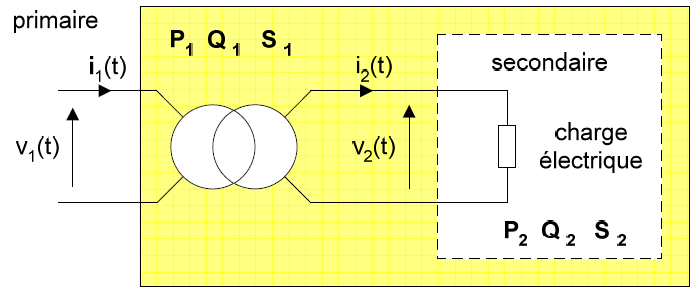 primaire
P1 Q1 S1
i1(t)
i2(t)
secondaire
v1(t)
v2(t)
charge
électrique
P2 Q2 S2